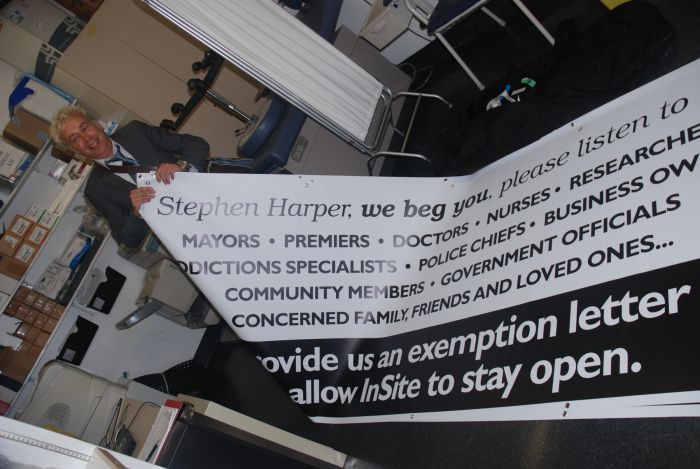 Stephen Harper, we beg you, please listen to
MAYORS • PREMIERS • DOCTORS • NURSES • RESEARCHE
DDICTIONS SPECIALISTS • POLICE CHIEFS • BUSINESS OW
COMMUNITY MEMBERS • GOVERNMENT OFFICIALS
CONCERNED FAMILY, FRIENDS AND LOVED ONES...
ovide us an exemption letter
allow InSite to stay open.